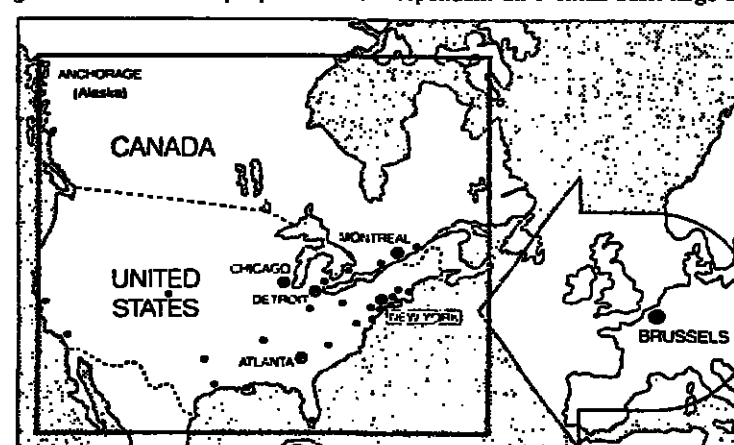 ANCHORAGE
(Alaska)
CANADA
MONTREAL
CHICAGO
UNITED
STATES
DETROIT
NEW YORK
BRUSSELS
ATLANTA